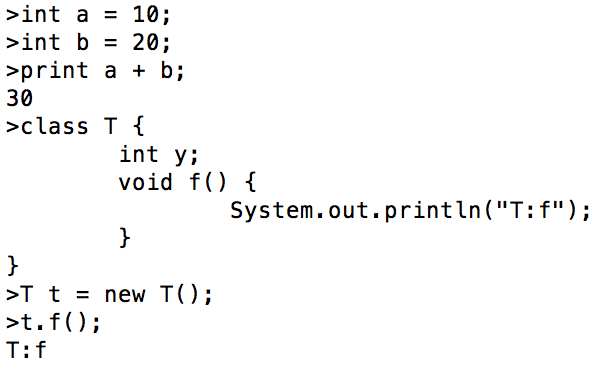 >int a = 10;
>int b = 20;
>print a + b;
30
>class T {
        int y;
        void f() {
                System.out.println("T:f");
        }
}
>T t = new T();
>t.f();
T:f